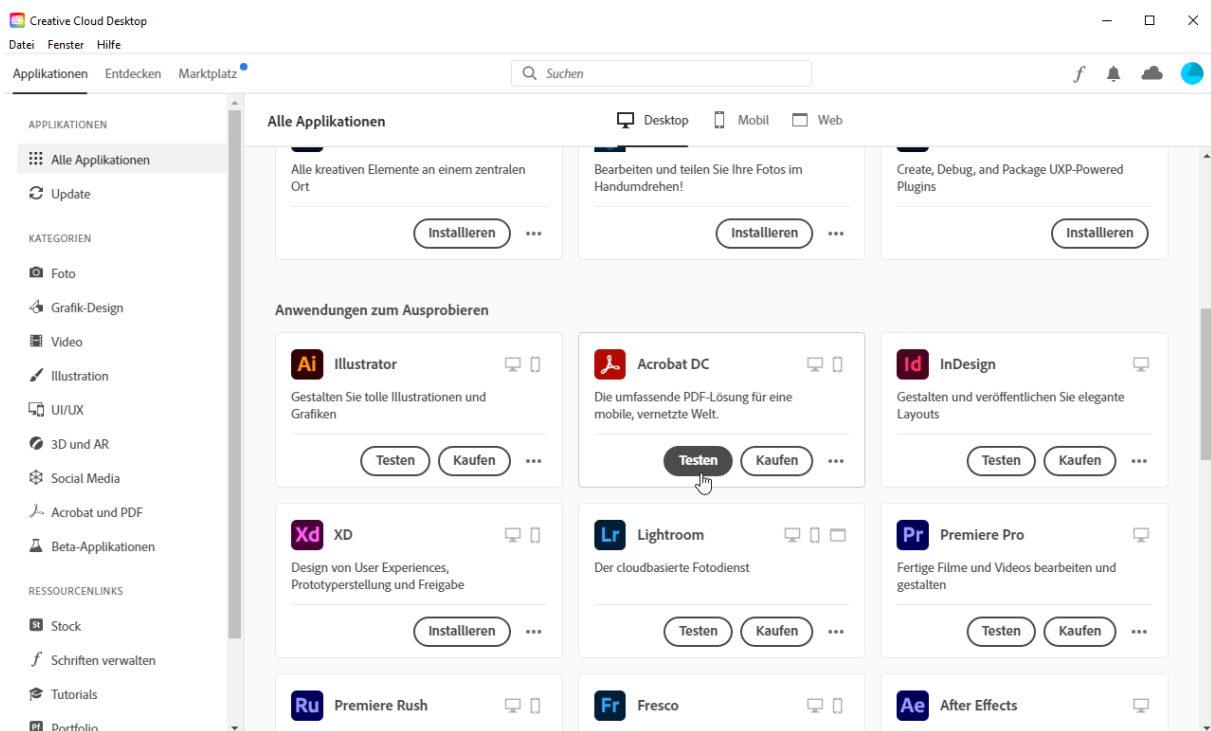 Creative Cloud Desktop
Datei Fenster Hilfe
Applikationen Entdecken Marktplatz
Suchen
APPLIKATIONEN
Alle Applikationen
Update
KATEGORIEN
Foto
Grafik-Design
Video
Illustration
UI/UX
3D und AR
Social Media
Acrobat und PDF
Beta-Applikationen
RESSOURCENLINKS
St Stock
Schriften verwalten
Tutorials
Pf Portfolio
Alle Applikationen
Desktop Mobil Web
Alle kreativen Elemente an einem zentralen
Ort
Installieren
Bearbeiten und teilen Sie Ihre Fotos im
Handumdrehen!
Installieren
Create, Debug, and Package UXP-Powered
Plugins
Installieren
Anwendungen zum Ausprobieren
Ai Illustrator
Gestalten Sie tolle Illustrationen und
Grafiken
Testen Kaufen
Acrobat DC
Die umfassende PDF-Lösung für eine
mobile, vernetzte Welt.
Testen Kaufen
Id InDesign
Gestalten und veröffentlichen Sie elegante
Layouts
Testen Kaufen
Xd XD
Design von User Experiences,
Prototyperstellung und Freigabe
Installieren
Lr Lightroom
Der cloudbasierte Fotodienst
Testen Kaufen
Pr Premiere Pro
Fertige Filme und Videos bearbeiten und
gestalten
Testen Kaufen
Ru Premiere Rush
Fr Fresco
Ae After Effects